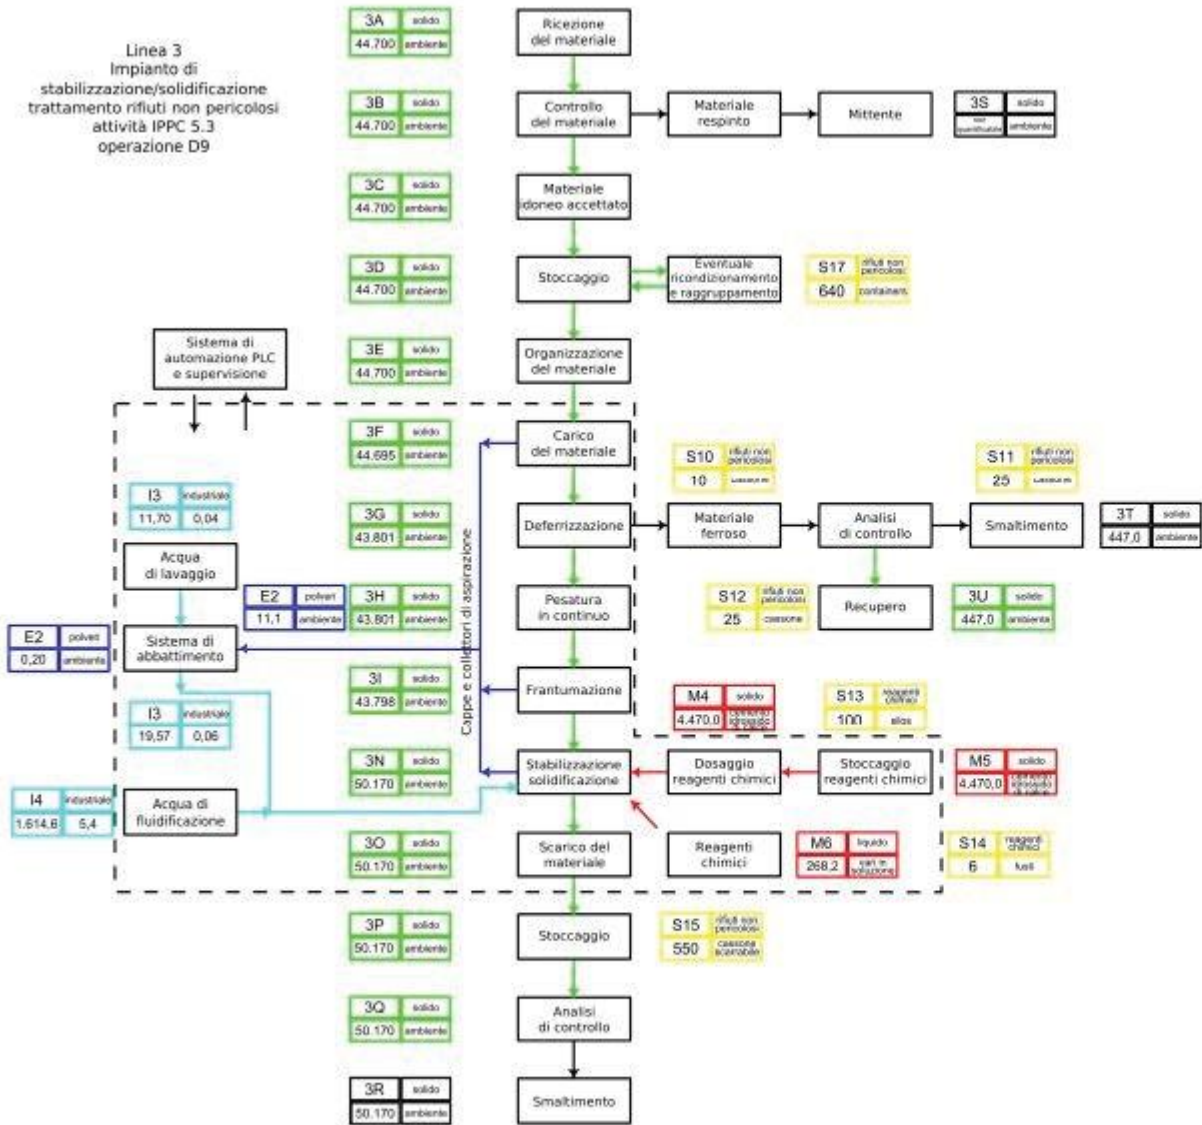 3A solido
44.700 ambiente
Ricezione
del materiale
Linea 3
Impianto di
stabilizzazione/solidificazione
trattamento rifiuti non pericolosi
attività IPPC 5.3
operazione D9
3B solido
44.700 ambiente
Controllo
del materiale
Materiale
respinto
Mittente
3S solido
ambiente
3C solido
44.700 ambiente
Materiale
idoneo accettato
3D solido
44.700 ambiente
Stoccaggio
Eventuale
ricondizionamento
e raggruppamento
S17 rifiuti non
pericolosi
640 containers
Sistema di
automazione PLC
e supervisione
3E solido
44.700 ambiente
Organizzazione
del materiale
3F solido
44.695 ambiente
Carico
del materiale
S10 rifiuti non
pericolosi
10
S11 rifiuti non
pericolosi
25
I3 industriale
11,70 0,04
3G solido
43.801 ambiente
Deferrizzazione
Materiale
ferroso
Analisi
di controllo
Smaltimento
3T solido
447,0 ambiente
Acqua
di lavaggio
Cappe e collettori di aspirazione
E2 polveri
11,1 ambiente
3H solido
43.801 ambiente
Pesatura
in continuo
S12 rifiuti non
pericolosi
25 cassone
Recupero
3U solido
447,0 ambiente
E2 polveri
0,20 ambiente
Sistema di
abbattimento
3I solido
43.798 ambiente
Frantumazione
M4 solido
4.470,0 cemento
idrossido
di calcio
S13 reagenti
chimici
100 silos
I3 industriale
19,57 0,06
3N solido
50.170 ambiente
Stabilizzazione
solidificazione
Dosaggio
reagenti chimici
Stoccaggio
reagenti chimici
M5 solido
4.470,0 cemento
idrossido
di calcio
I4 industriale
1.614,6 5,4
Acqua di
fluidificazione
3O solido
50.170 ambiente
Scarico del
materiale
Reagenti
chimici
M6 liquido
268,2 vari in
soluzione
S14 reagenti
chimici
6 fusti
3P solido
50.170 ambiente
Stoccaggio
S15 rifiuti non
pericolosi
550 cassone
scarrabile
3Q solido
50.170 ambiente
Analisi
di controllo
3R solido
50.170 ambiente
Smaltimento